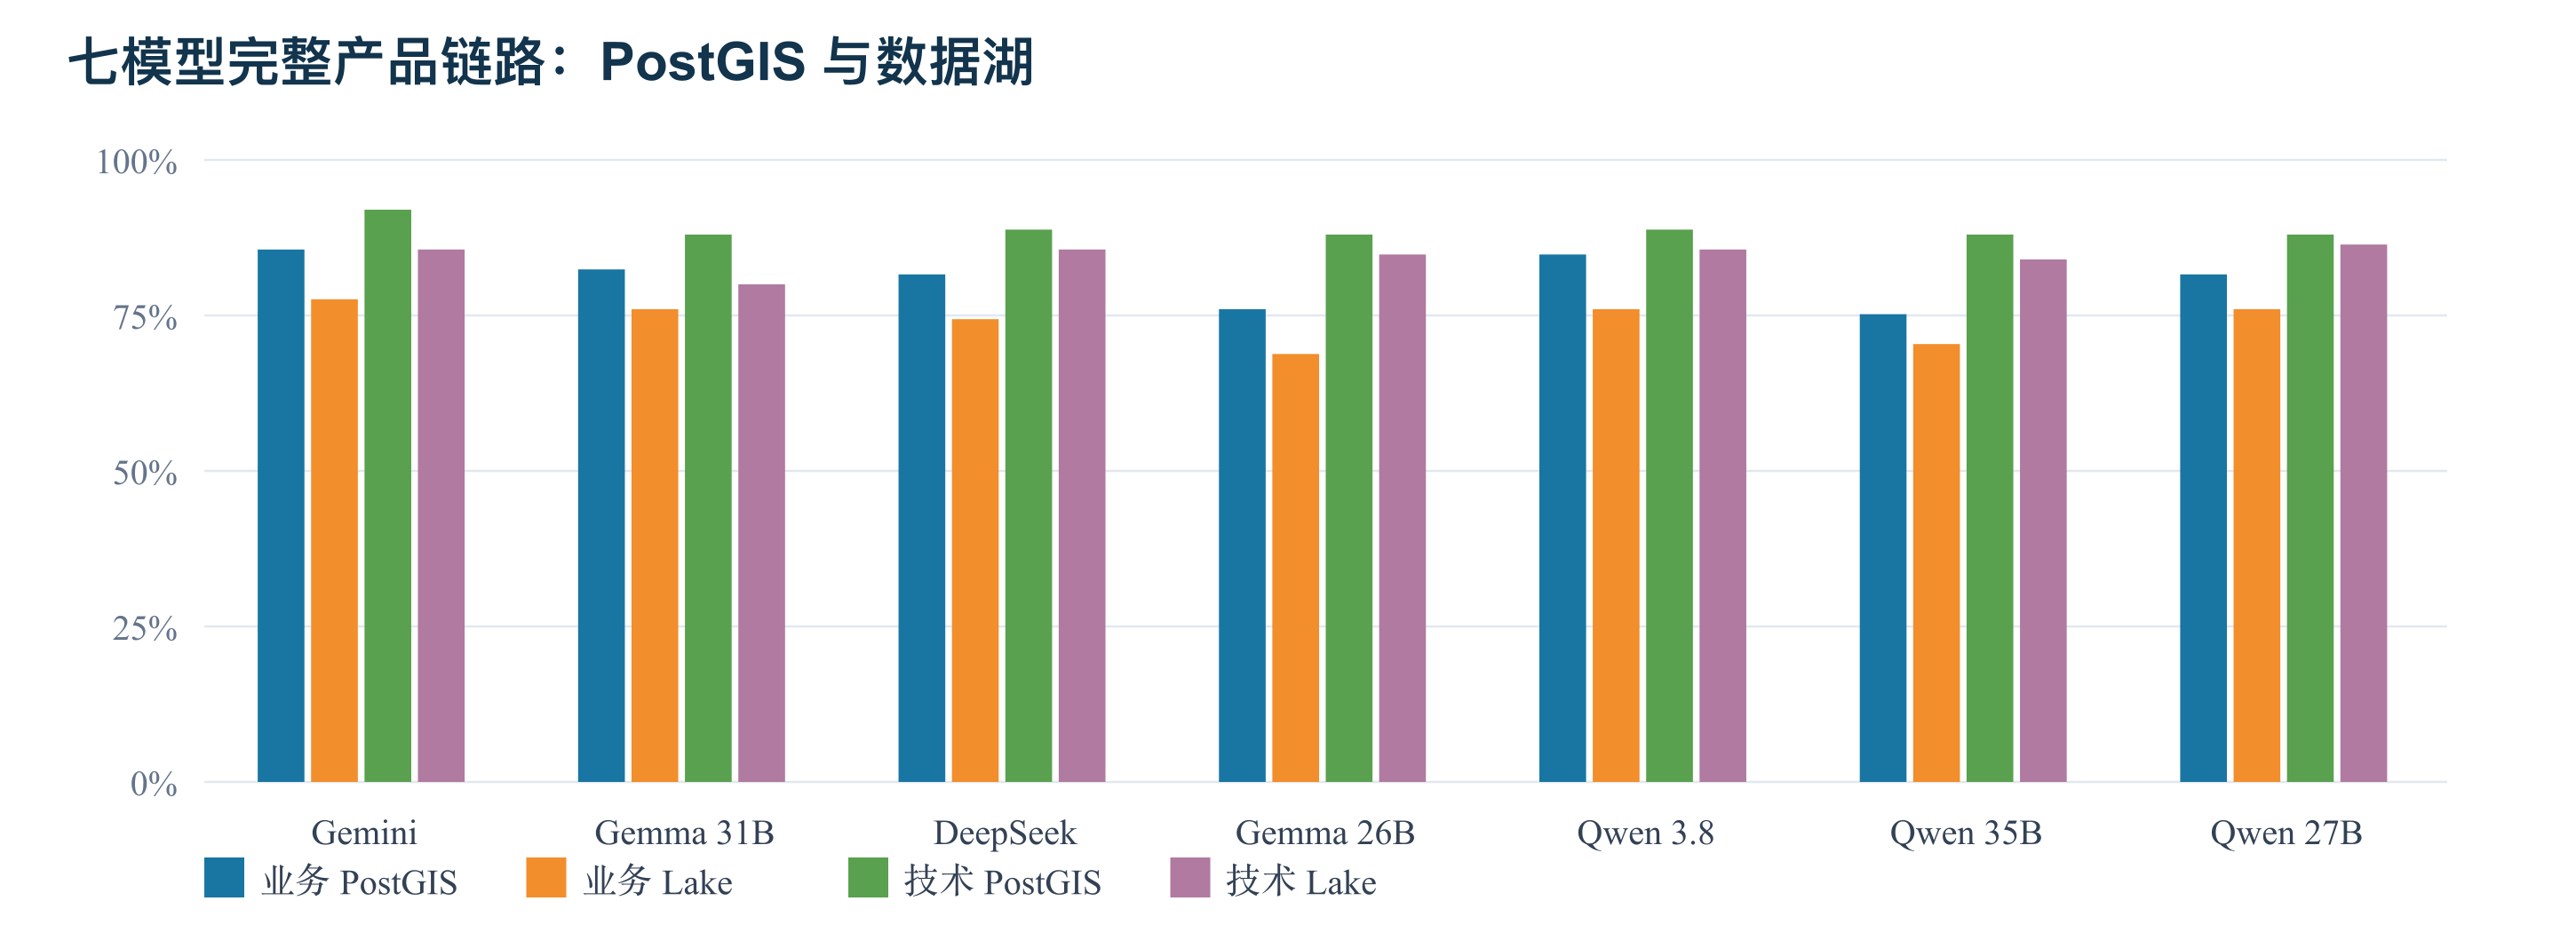 七模型完整产品链路：PostGIS 与数据湖
100%
75%
50%
25%
0%
Gemini Gemma 31B DeepSeek Gemma 26B Qwen 3.8 Qwen 35B Qwen 27B
业务 PostGIS 业务 Lake 技术 PostGIS 技术 Lake